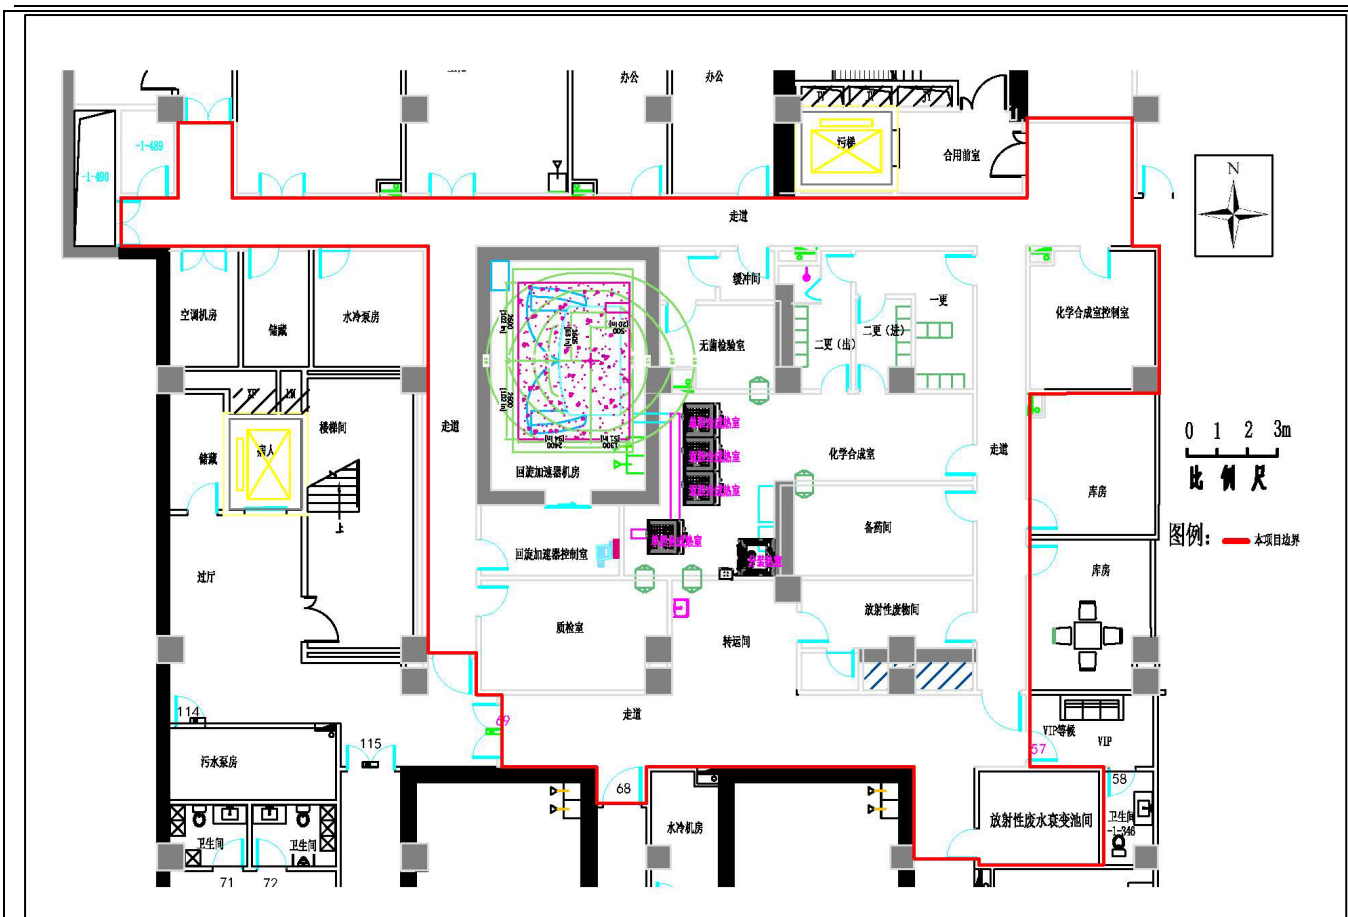 办公
办公
污梯
合用前室
-1-489
-1-490
N
走道
缓冲间
一更
空调机房
储藏
水冷泵房
无菌检验室
二更（出）
二更（进）
化学合成室控制室
楼梯间
病人
储藏
走道
回旋加速器机房
化学合成室
走道
库房
0 1 2 3m
比例尺
图例：
本项目边界
备药间
回旋加速器控制室
过厅
库房
质检室
放射性废物间
转运间
走道
69
VIP等候
VIP
57
114
115
污水泵房
68
58
卫生间
-1-346
水冷机房
放射性废水衰变池间
卫生间
卫生间
71
72